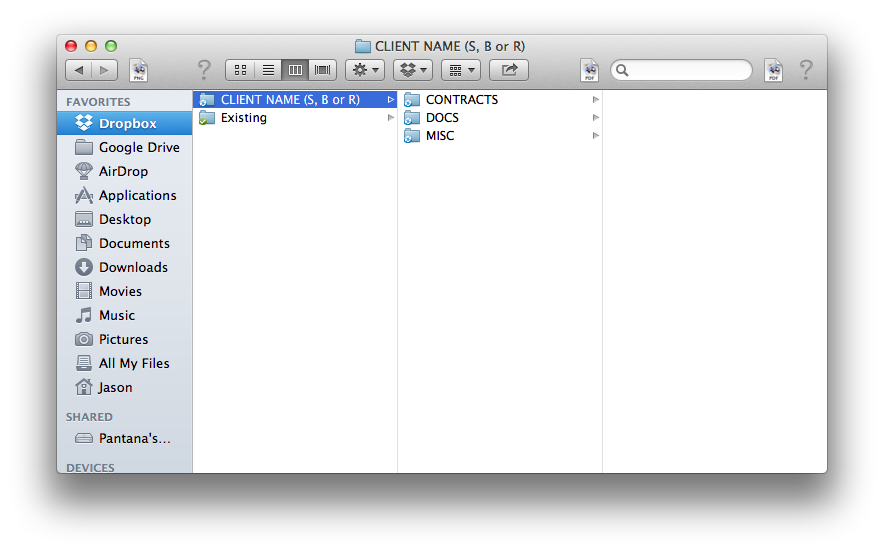 CLIENT NAME (S, B or R)
PNG
?
PDF
PDF
?
FAVORITES
Dropbox
Google Drive
AirDrop
Applications
Desktop
Documents
Downloads
Movies
Music
Pictures
All My Files
Jason
SHARED
Pantana's...
DEVICES
CLIENT NAME (S, B or R)
Existing
CONTRACTS
DOCS
MISC